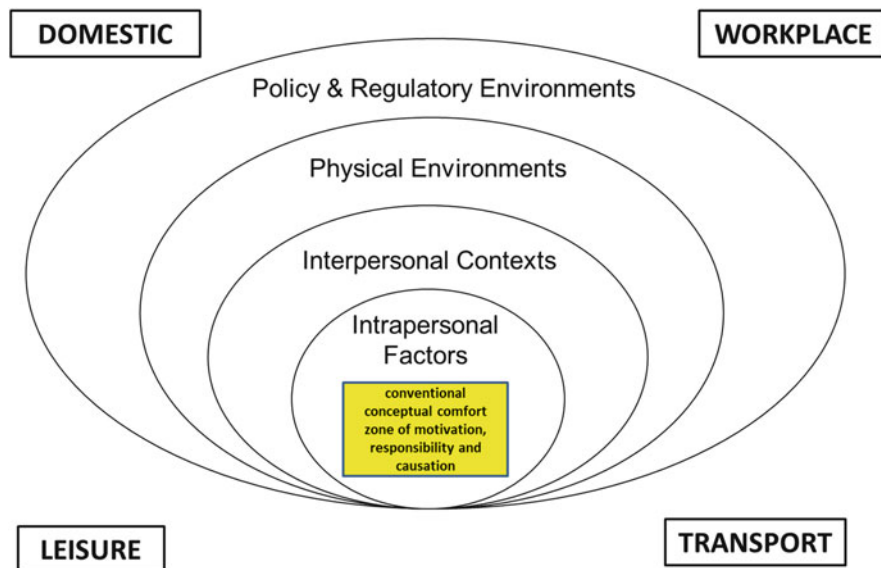 DOMESTIC
WORKPLACE
Policy & Regulatory Environments
Physical Environments
Interpersonal Contexts
Intrapersonal
Factors
conventional
conceptual comfort
zone of motivation,
responsibility and
causation
LEISURE
TRANSPORT